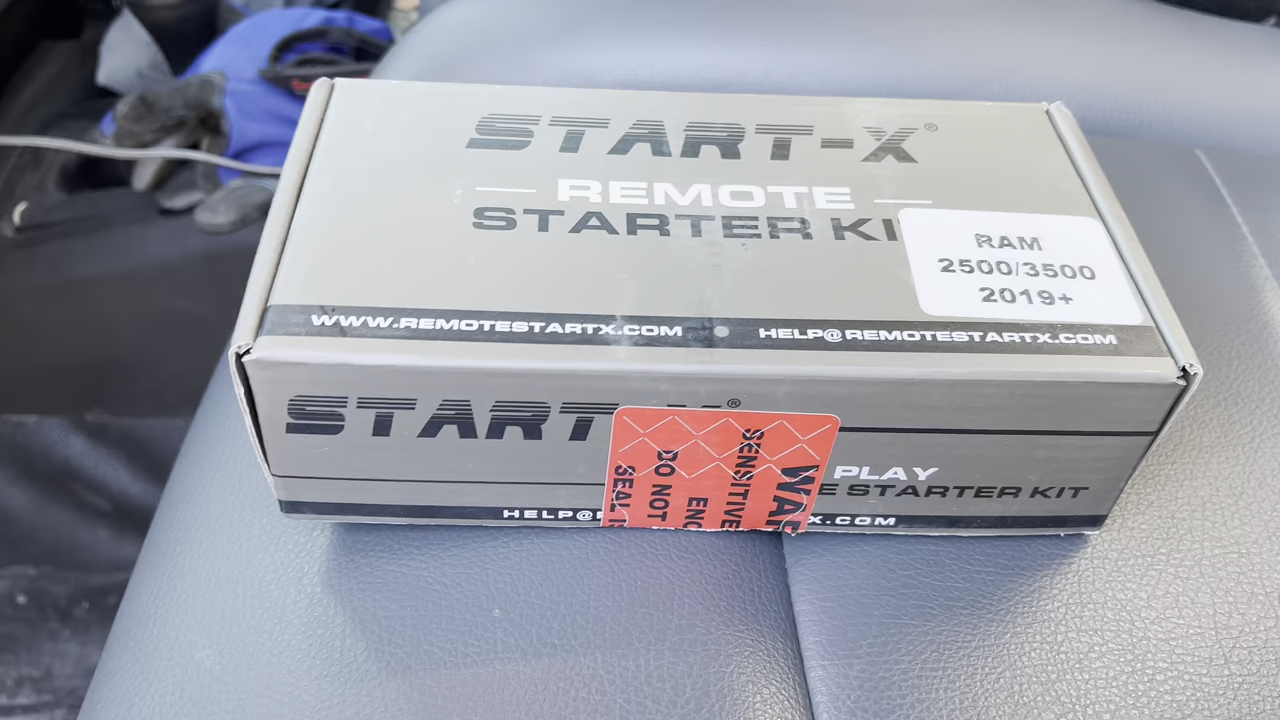 START-X®
REMOTE
STARTER KI
RAM
2500/3500
2019+
WWW.REMOTESTARTX.COM • HELP@REMOTESTARTX.COM
START ®
PLAY
E STARTER KIT
HELP@ X.COM
SENSITIVE
DO NOT
SEAL